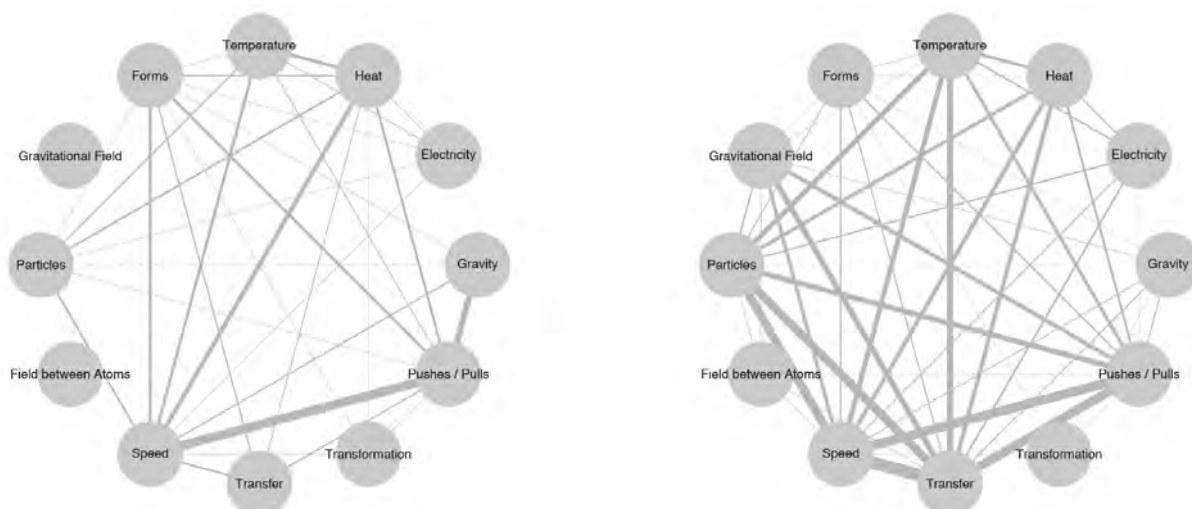 Temperature
Forms
Heat
Gravitational Field
Electricity
Particles
Gravity
Field between Atoms
Pushes / Pulls
Speed
Transformation
Transfer
Temperature
Forms
Heat
Gravitational Field
Electricity
Particles
Gravity
Field between Atoms
Pushes / Pulls
Speed
Transformation
Transfer